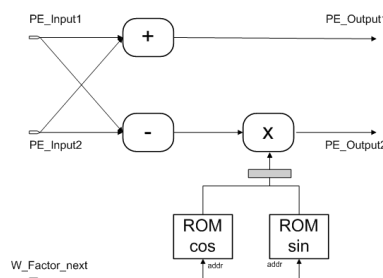 PE_Input1
PE_Output1
+
PE_Input2
-
X
PE_Output2
ROM
cos
ROM
sin
addr
addr
W_Factor_next